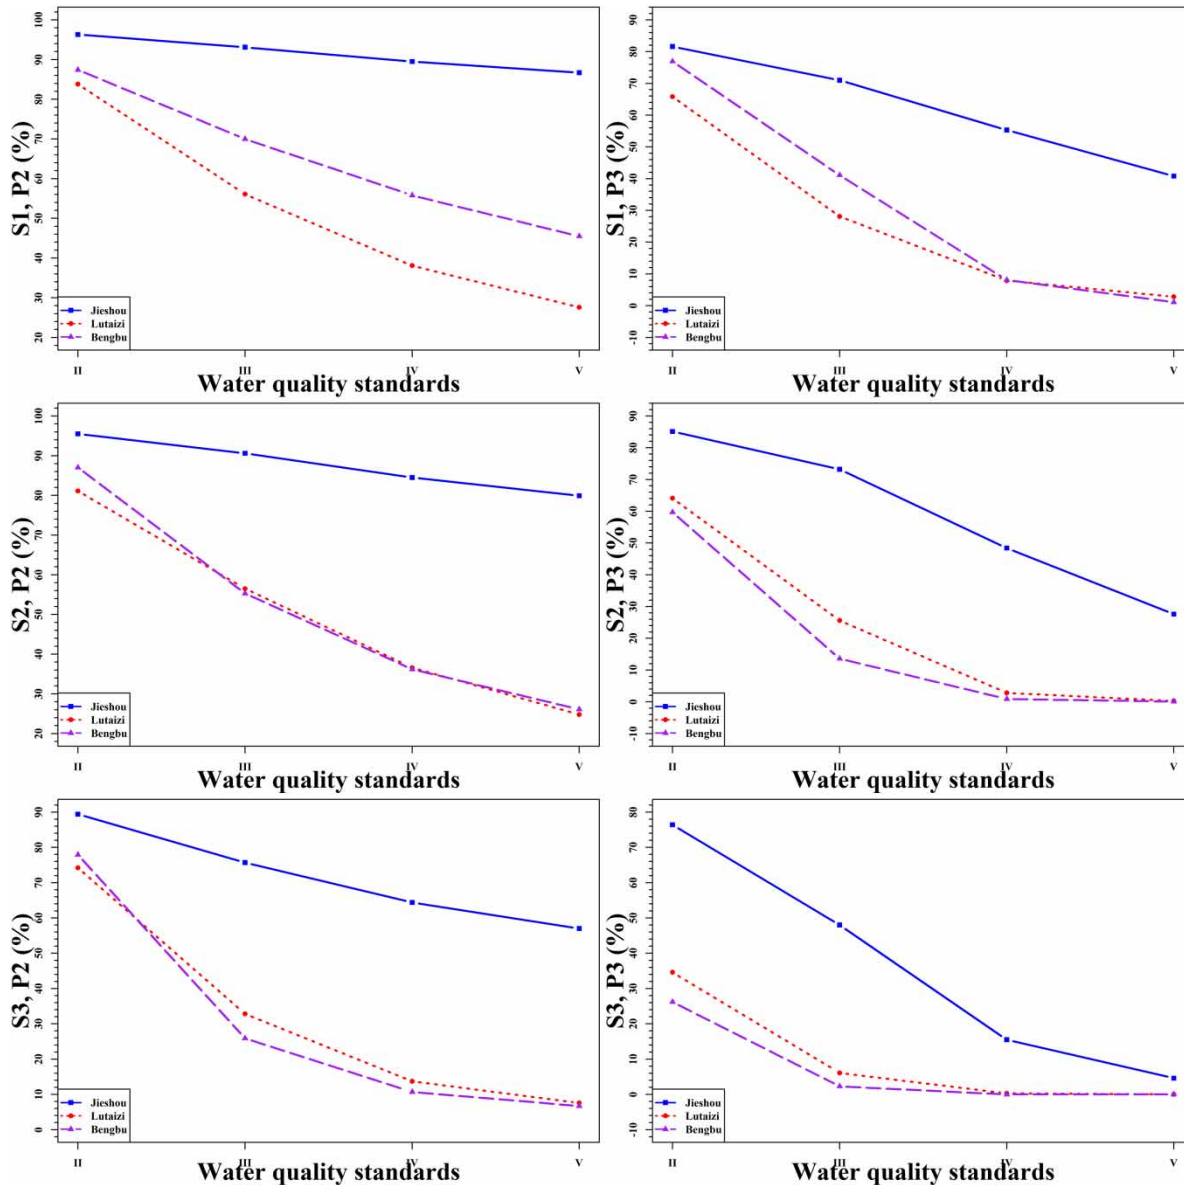 S1, P2 (%)
100
90
80
70
60
50
40
30
20
Jieshou
Lutaizi
Bengbu
II III IV V
Water quality standards
S1, P3 (%)
90
80
70
60
50
40
30
20
10
0
-10
Jieshou
Lutaizi
Bengbu
II III IV V
Water quality standards
S2, P2 (%)
100
90
80
70
60
50
40
30
20
Jieshou
Lutaizi
Bengbu
II III IV V
Water quality standards
S2, P3 (%)
90
80
70
60
50
40
30
20
10
0
-10
Jieshou
Lutaizi
Bengbu
II III IV V
Water quality standards
S3, P2 (%)
90
80
70
60
50
40
30
20
10
0
Jieshou
Lutaizi
Bengbu
II III IV V
Water quality standards
S3, P3 (%)
80
70
60
50
40
30
20
10
0
-10
Jieshou
Lutaizi
Bengbu
II III IV V
Water quality standards